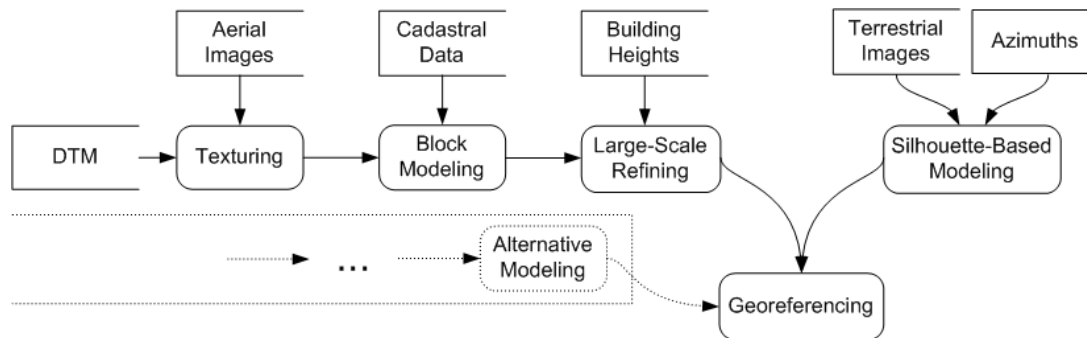 Aerial
Images
Cadastral
Data
Building
Heights
Terrestrial
Images
Azimuths
DTM
Texturing
Block
Modeling
Large-Scale
Refining
Silhouette-Based
Modeling
...
Alternative
Modeling
Georeferencing